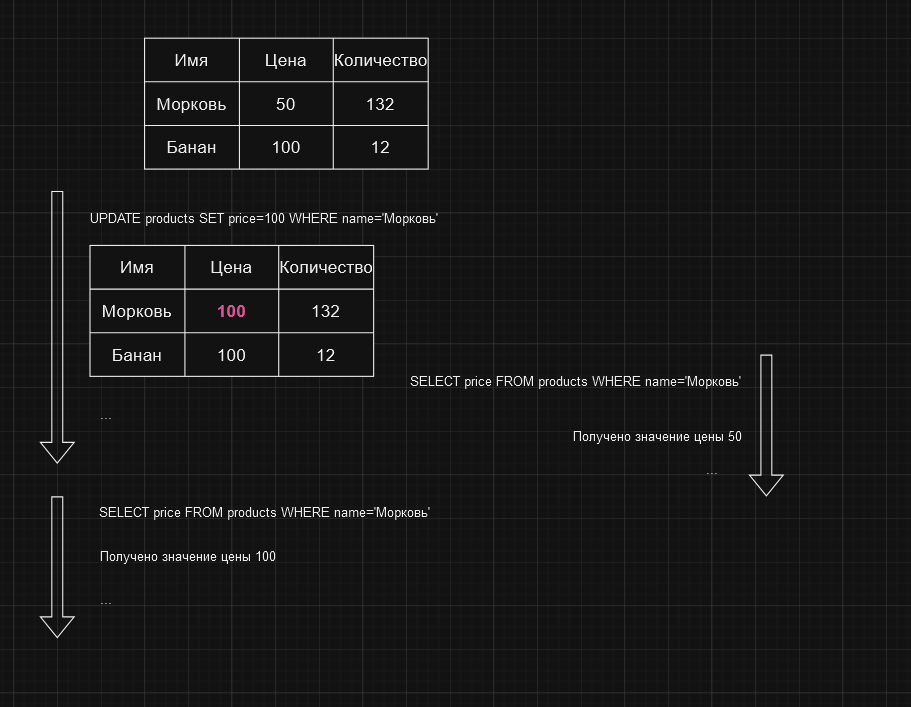 Имя Цена Количество
Морковь 50 132
Банан 100 12
UPDATE products SET price=100 WHERE name='Морковь'
Имя Цена Количество
Морковь 100 132
Банан 100 12
SELECT price FROM products WHERE name='Морковь'
...
Получено значение цены 50
...
SELECT price FROM products WHERE name='Морковь'
Получено значение цены 100
...